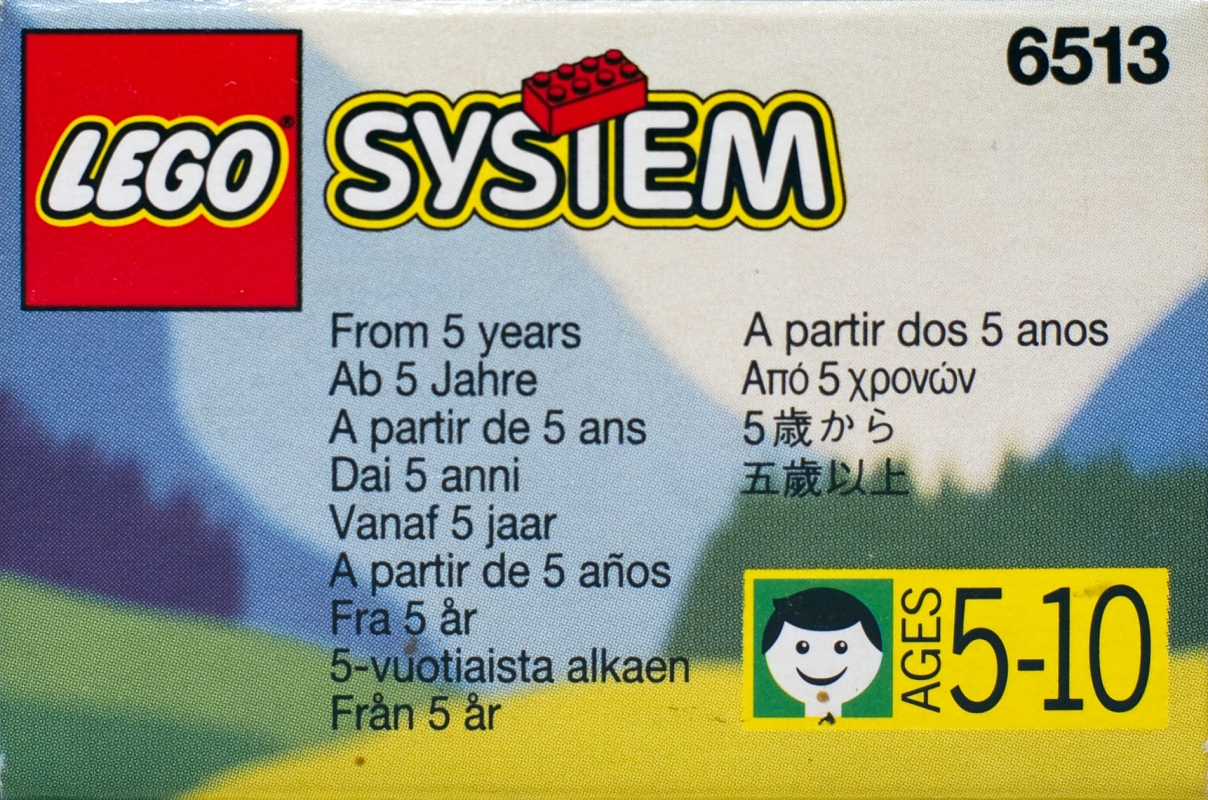 LEGO®
SYSTEM
6513
From 5 years
Ab 5 Jahre
A partir de 5 ans
Dai 5 anni
Vanaf 5 jaar
A partir de 5 años
Fra 5 år
5-vuotiaista alkaen
Från 5 år
A partir dos 5 anos
Από 5 χρονών
5歳から
五歲以上
AGES 5-10